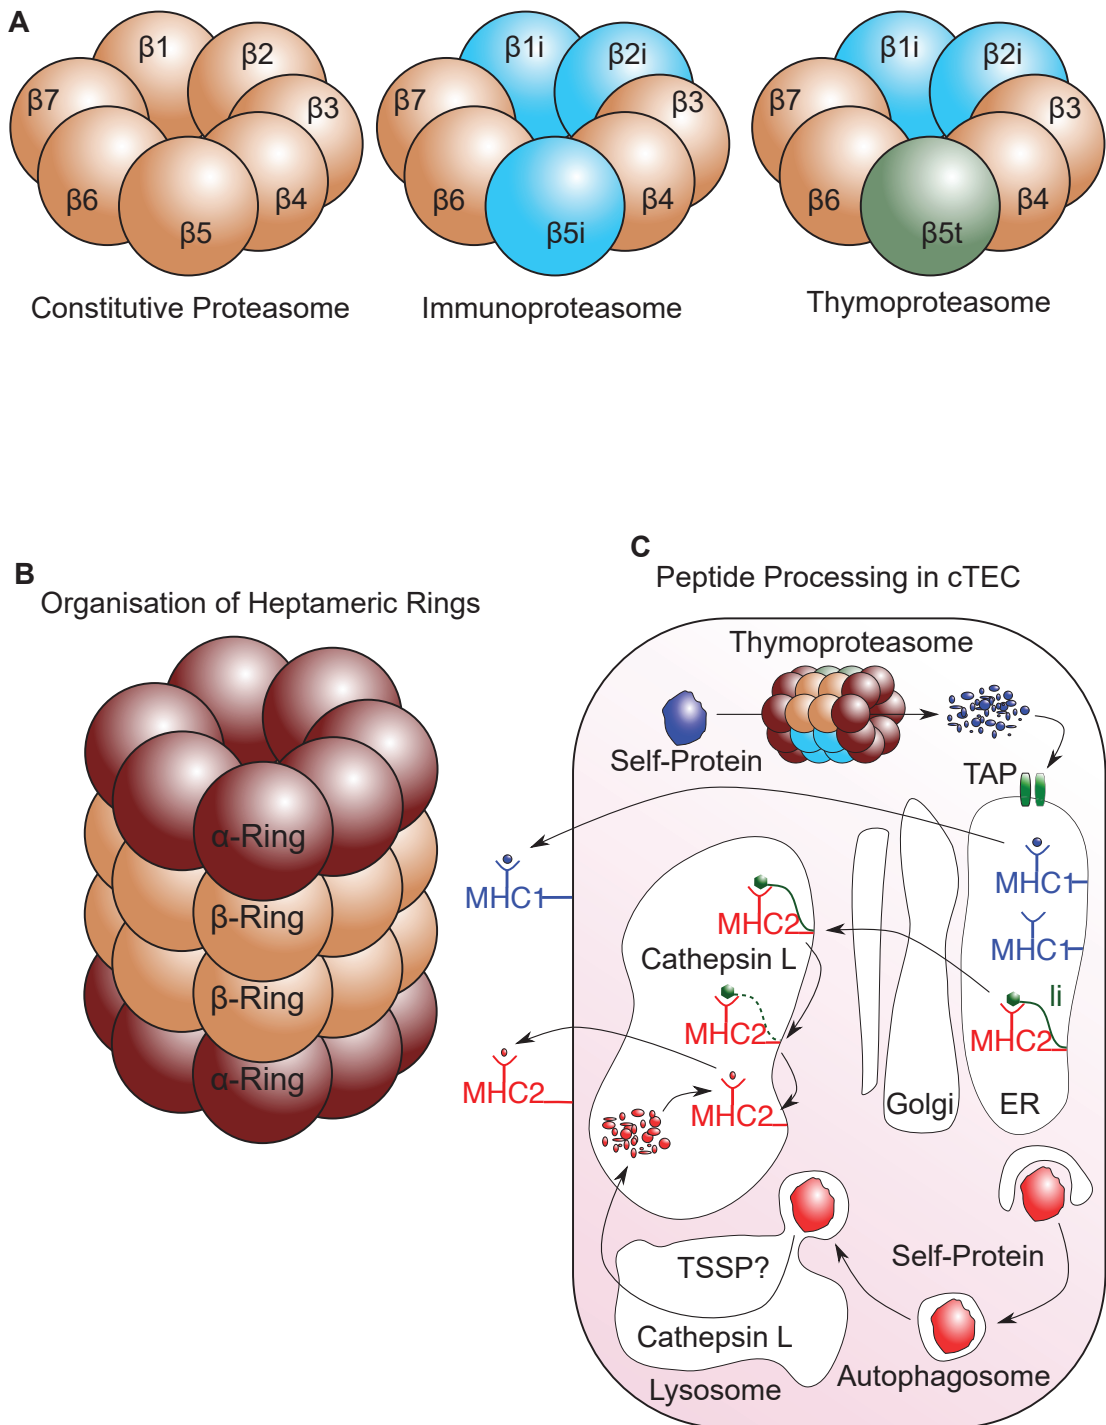 A
β1
β2
β7
β3
β6
β4
β5
Constitutive Proteasome
β1i
β2i
β7
β3
β6
β4
β5i
Immunoproteasome
β1i
β2i
β7
β3
β6
β4
β5t
Thymoproteasome
B
Organisation of Heptameric Rings
α-Ring
β-Ring
β-Ring
α-Ring
C
Peptide Processing in cTEC
Thymoproteasome
Self-Protein
TAP
MHC1
MHC1
MHC1
MHC2
Cathepsin L
Ii
MHC2
MHC2
MHC2
MHC2
Golgi
ER
TSSP?
Self-Protein
Cathepsin L
Autophagosome
Lysosome